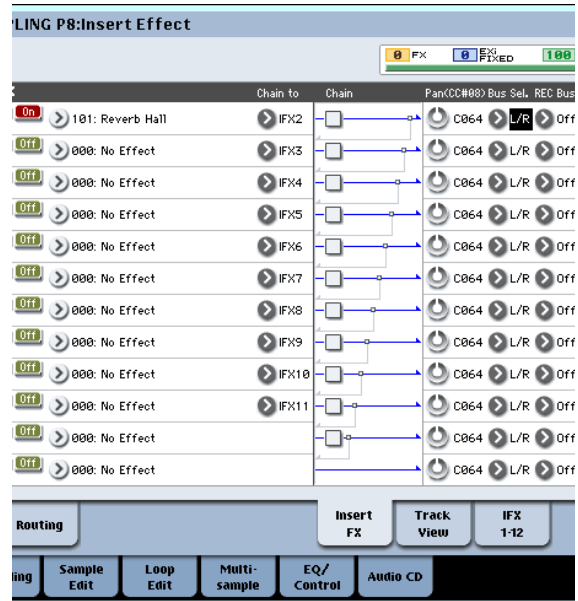 LING P8:Insert Effect
0 FX 0 EXi FIXED 100
Chain to Chain Pan(CC#08) Bus Sel. REC Bus
On 101: Reverb Hall IFX2 C064 L/R Off
Off 000: No Effect IFX3 C064 L/R Off
Off 000: No Effect IFX4 C064 L/R Off
Off 000: No Effect IFX5 C064 L/R Off
Off 000: No Effect IFX6 C064 L/R Off
Off 000: No Effect IFX7 C064 L/R Off
Off 000: No Effect IFX8 C064 L/R Off
Off 000: No Effect IFX9 C064 L/R Off
Off 000: No Effect IFX10 C064 L/R Off
Off 000: No Effect IFX11 C064 L/R Off
Off 000: No Effect C064 L/R Off
Off 000: No Effect C064 L/R Off
Routing Insert FX Track View IFX 1-12
ing Sample Edit Loop Edit Multi-sample EQ/Control Audio CD